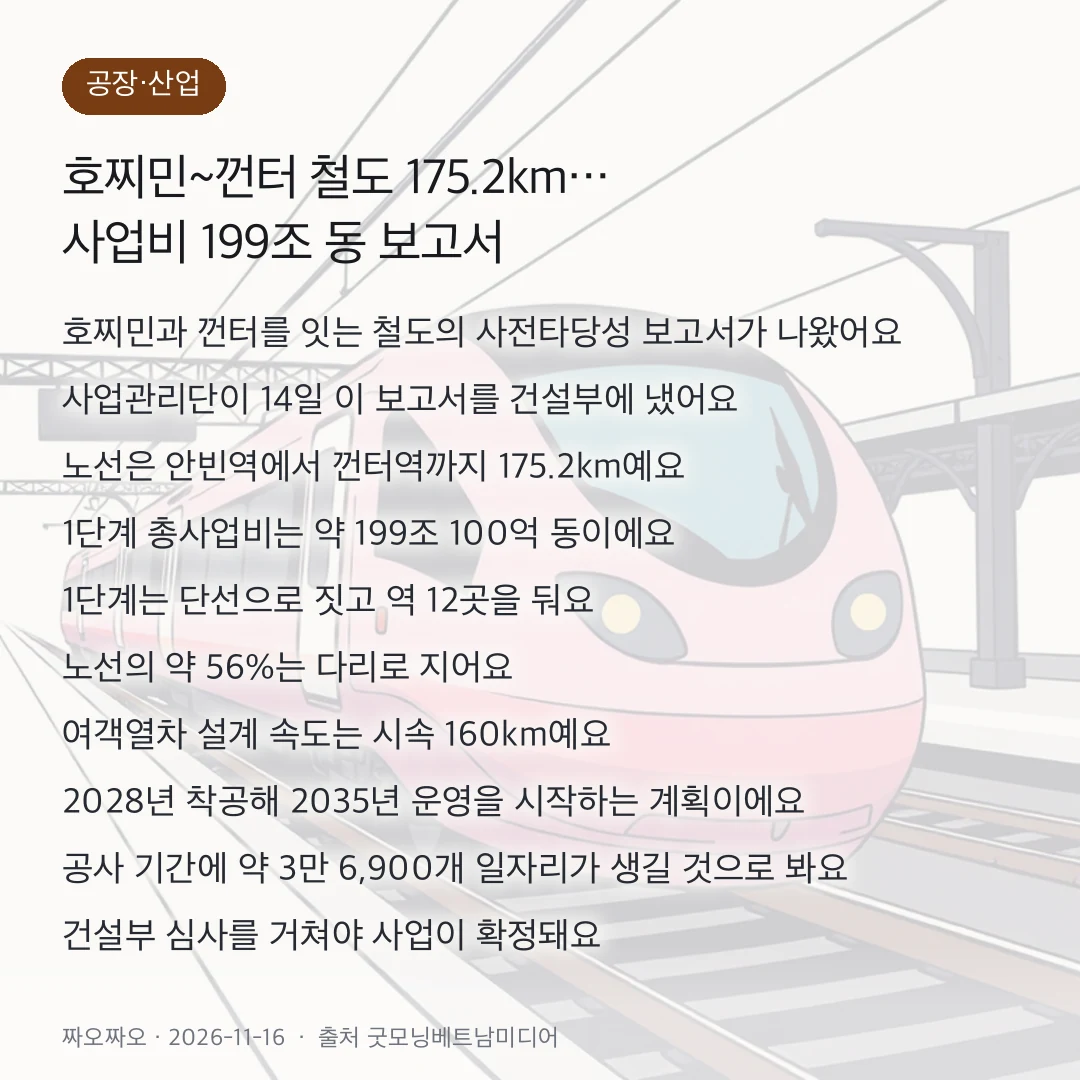 공장·산업
호찌민~껀터 철도 175.2km…
사업비 199조 동 보고서
호찌민과 껀터를 잇는 철도의 사전타당성 보고서가 나왔어요
사업관리단이 14일 이 보고서를 건설부에 냈어요
노선은 안빈역에서 껀터역까지 175.2km예요
1단계 총사업비는 약 199조 100억 동이에요
1단계는 단선으로 짓고 역 12곳을 둬요
노선의 약 56%는 다리로 지어요
여객열차 설계 속도는 시속 160km예요
2028년 착공해 2035년 운영을 시작하는 계획이에요
공사 기간에 약 3만 6,900개 일자리가 생길 것으로 봐요
건설부 심사를 거쳐야 사업이 확정돼요
짜오짜오 · 2026-11-16 · 출처 굿모닝베트남미디어